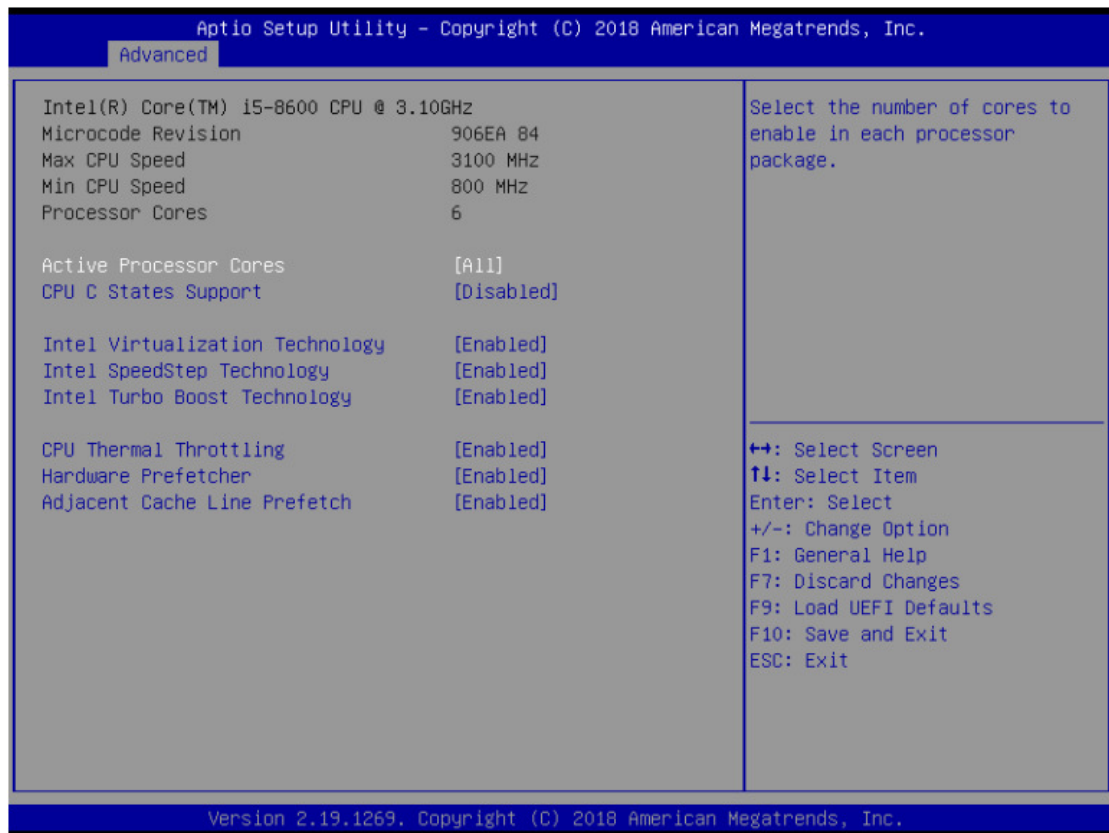 Aptio Setup Utility – Copyright (C) 2018 American Megatrends, Inc.
Advanced
Intel(R) Core(TM) i5-8600 CPU @ 3.10GHz
Microcode Revision 906EA 84
Max CPU Speed 3100 MHz
Min CPU Speed 800 MHz
Processor Cores 6
Active Processor Cores [All]
CPU C States Support [Disabled]
Intel Virtualization Technology [Enabled]
Intel SpeedStep Technology [Enabled]
Intel Turbo Boost Technology [Enabled]
CPU Thermal Throttling [Enabled]
Hardware Prefetcher [Enabled]
Adjacent Cache Line Prefetch [Enabled]
Select the number of cores to
enable in each processor
package.
↔: Select Screen
↑↓: Select Item
Enter: Select
+/-: Change Option
F1: General Help
F7: Discard Changes
F9: Load UEFI Defaults
F10: Save and Exit
ESC: Exit
Version 2.19.1269. Copyright (C) 2018 American Megatrends, Inc.